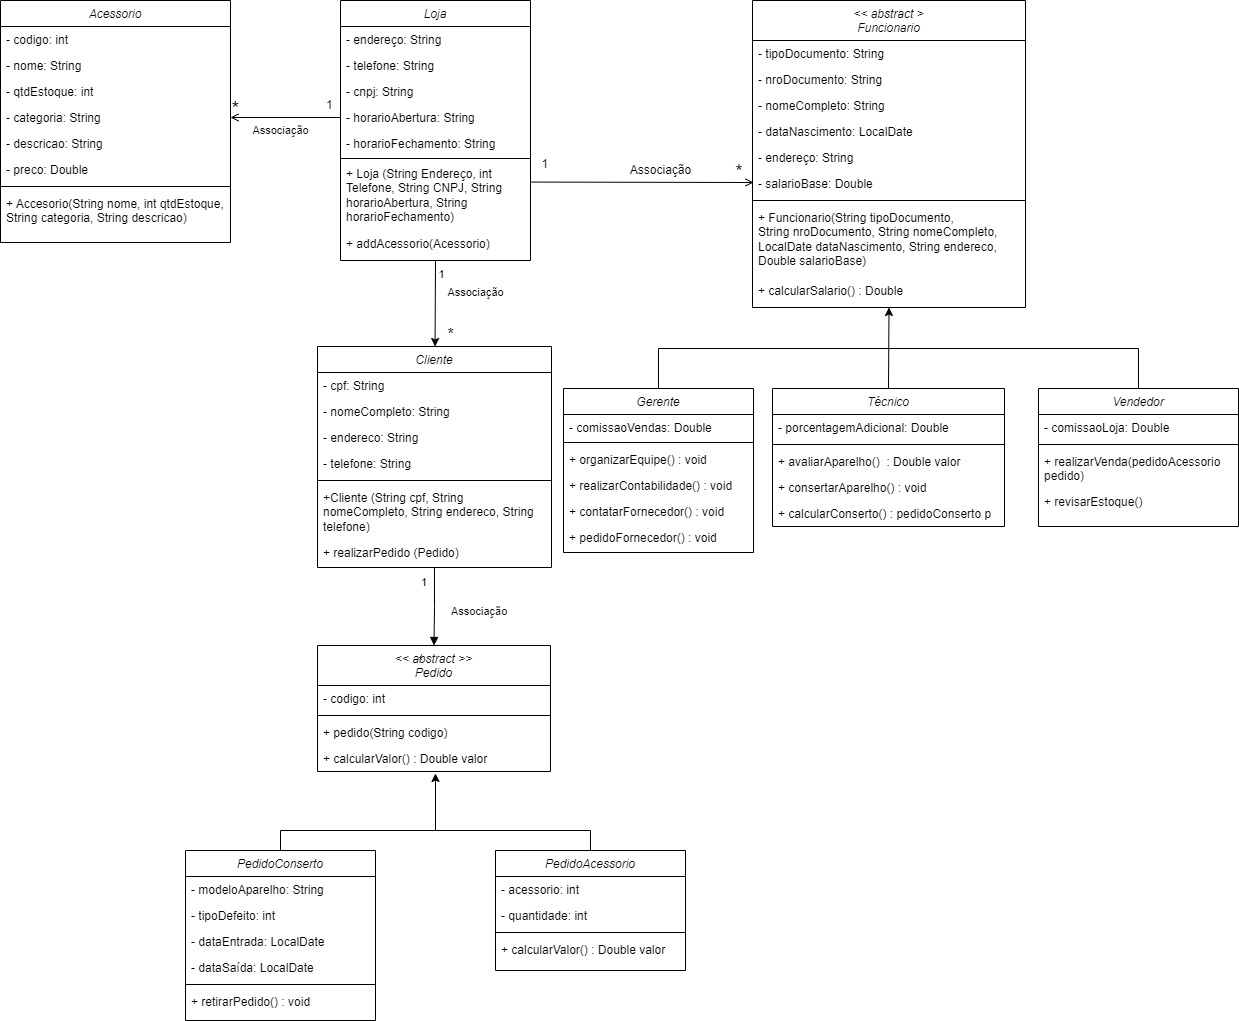 Acessorio
- codigo: int
- nome: String
- qtdEstoque: int
- categoria: String
- descricao: String
- preco: Double
+ Accesorio(String nome, int qtdEstoque,
String categoria, String descricao)
Loja
- endereço: String
- telefone: String
- cnpj: String
- horarioAbertura: String
- horarioFechamento: String
+ Loja (String Endereço, int
Telefone, String CNPJ, String
horarioAbertura, String
horarioFechamento)
+ addAcessorio(Acessorio)
* 1
Associação
1 Associação *
<< abstract >
Funcionario
- tipoDocumento: String
- nroDocumento: String
- nomeCompleto: String
- dataNascimento: LocalDate
- endereço: String
- salarioBase: Double
+ Funcionario(String tipoDocumento,
String nroDocumento, String nomeCompleto,
LocalDate dataNascimento, String endereco,
Double salarioBase)
+ calcularSalario() : Double
1
Associação
*
Cliente
- cpf: String
- nomeCompleto: String
- endereco: String
- telefone: String
+Cliente (String cpf, String
nomeCompleto, String endereco, String
telefone)
+ realizarPedido (Pedido)
Gerente
- comissaoVendas: Double
+ organizarEquipe() : void
+ realizarContabilidade() : void
+ contatarFornecedor() : void
+ pedidoFornecedor() : void
Técnico
- porcentagemAdicional: Double
+ avaliarAparelho()  : Double valor
+ consertarAparelho() : void
+ calcularConserto() : pedidoConserto p
Vendedor
- comissaoLoja: Double
+ realizarVenda(pedidoAcessorio
pedido)
+ revisarEstoque()
1
Associação
<< abstract >>
Pedido
- codigo: int
+ pedido(String codigo)
+ calcularValor() : Double valor
PedidoConserto
- modeloAparelho: String
- tipoDefeito: int
- dataEntrada: LocalDate
- dataSaída: LocalDate
+ retirarPedido() : void
PedidoAcessorio
- acessorio: int
- quantidade: int
+ calcularValor() : Double valor